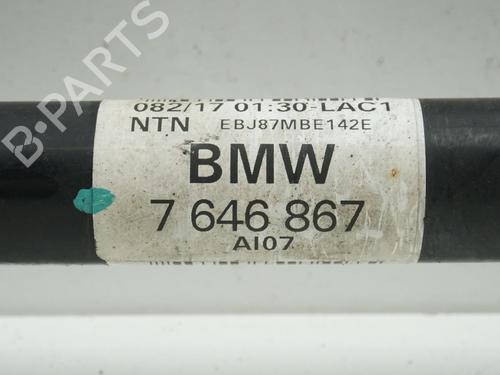 B-PARTS
082/17 01:30-LAC1
NTN EBJ87MBE142E
BMW
7 646 867
AI07